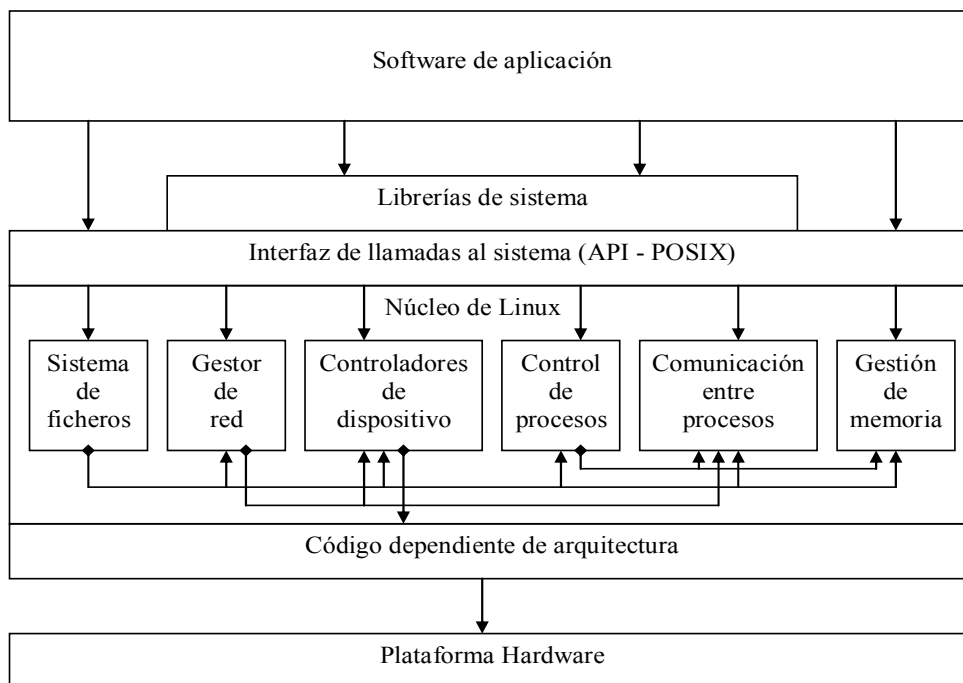 Software de aplicación
Librerías de sistema
Interfaz de llamadas al sistema (API - POSIX)
Núcleo de Linux
Sistema
de
ficheros
Gestor
de
red
Controladores
de
dispositivo
Control
de
procesos
Comunicación
entre
procesos
Gestión
de
memoria
Código dependiente de arquitectura
Plataforma Hardware